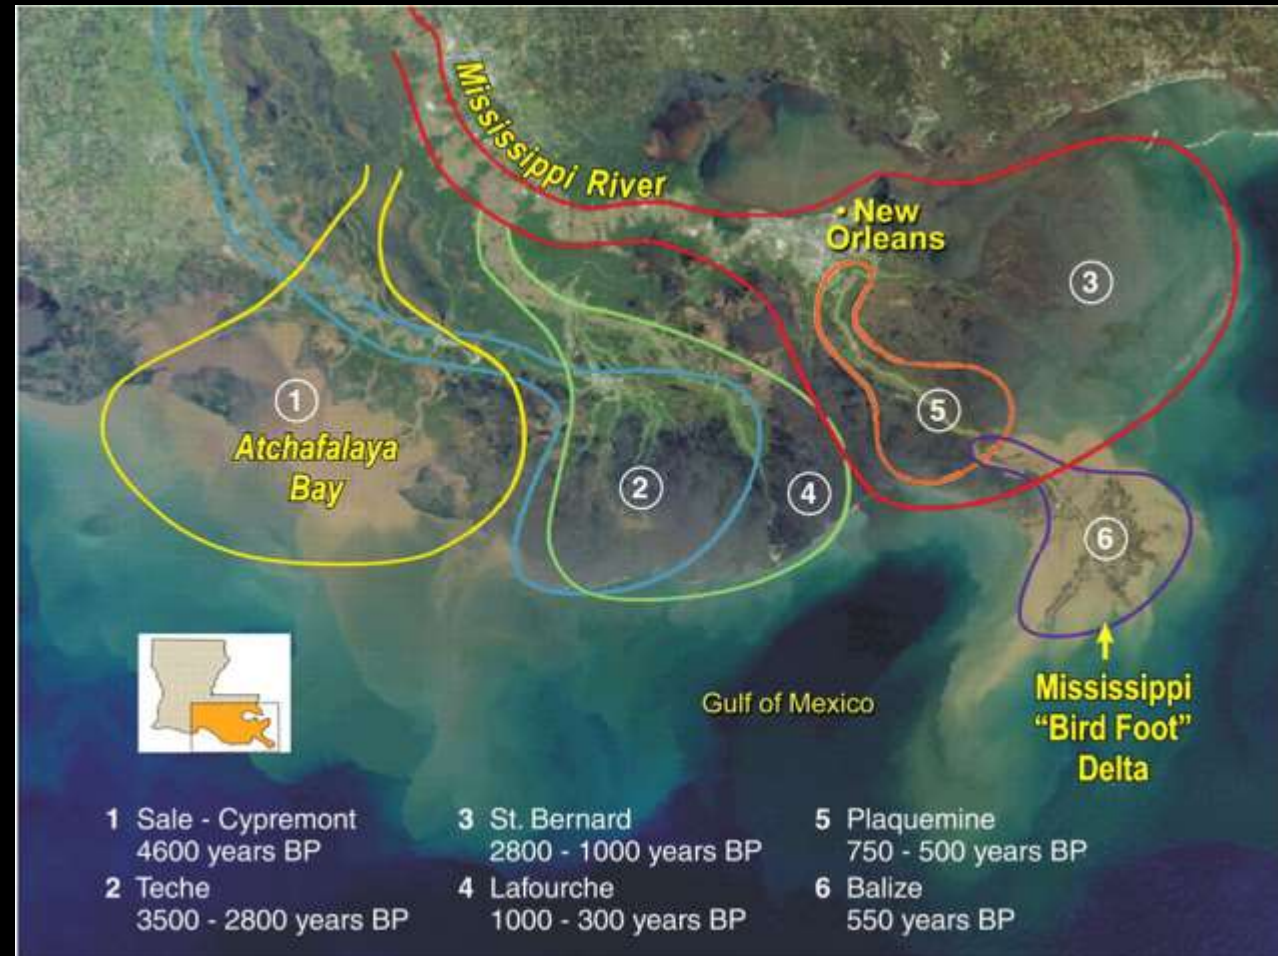 Mississippi River
• New
Orleans
3
1
Atchafalaya
Bay
5
2
4
6
Mississippi
“Bird Foot”
Delta
Gulf of Mexico
1 Sale - Cypremont
4600 years BP
2 Teche
3500 - 2800 years BP
3 St. Bernard
2800 - 1000 years BP
4 Lafourche
1000 - 300 years BP
5 Plaquemine
750 - 500 years BP
6 Balize
550 years BP